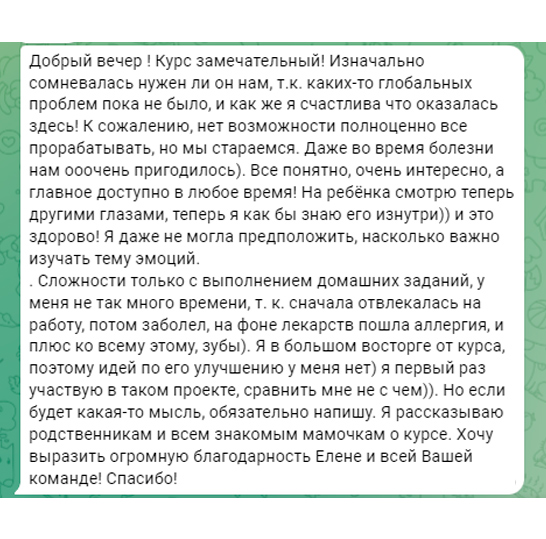 Добрый вечер ! Курс замечательный! Изначально
сомневалась нужен ли он нам, т.к. каких-то глобальных
проблем пока не было, и как же я счастлива что оказалась
здесь! К сожалению, нет возможности полноценно все
прорабатывать, но мы стараемся. Даже во время болезни
нам ооочень пригодилось). Все понятно, очень интересно, а
главное доступно в любое время! На ребёнка смотрю теперь
другими глазами, теперь я как бы знаю его изнутри)) и это
здорово! Я даже не могла предположить, насколько важно
изучать тему эмоций.
. Сложности только с выполнением домашних заданий, у
меня не так много времени, т. к. сначала отвлекалась на
работу, потом заболел, на фоне лекарств пошла аллергия, и
плюс ко всему этому, зубы). Я в большом восторге от курса,
поэтому идей по его улучшению у меня нет) я первый раз
участвую в таком проекте, сравнить мне не с чем)). Но если
будет какая-то мысль, обязательно напишу. Я рассказываю
родственникам и всем знакомым мамочкам о курсе. Хочу
выразить огромную благодарность Елене и всей Вашей
команде! Спасибо!